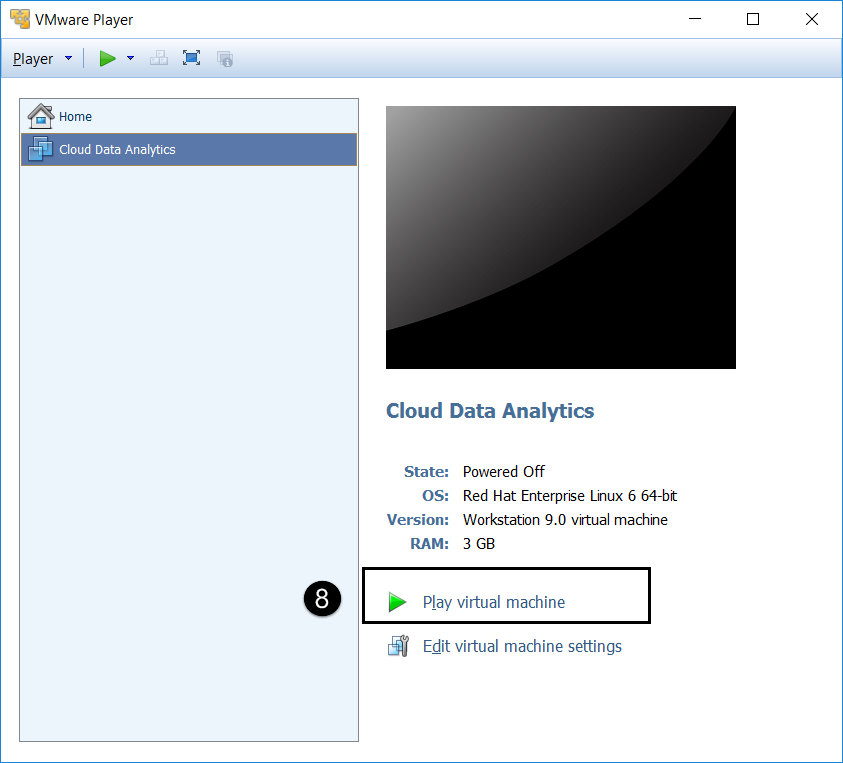 VMware Player
Player
Home
Cloud Data Analytics
Cloud Data Analytics
State: Powered Off
OS: Red Hat Enterprise Linux 6 64-bit
Version: Workstation 9.0 virtual machine
RAM: 3 GB
8
Play virtual machine
Edit virtual machine settings